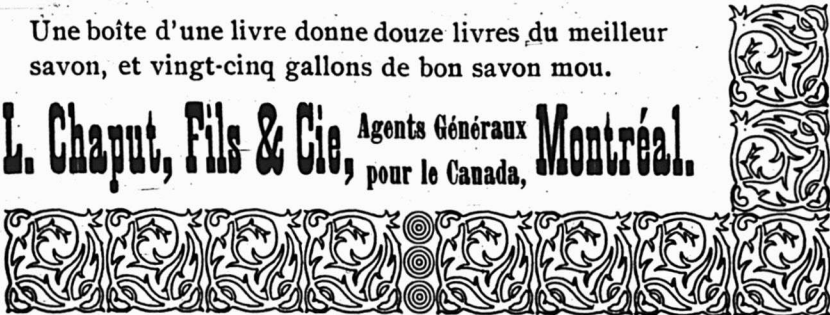 Une boîte d'une livre donne douze livres du meilleur
savon, et vingt-cinq gallons de bon savon mou.
L. Chaput, Fils & Cie, Agents Généraux pour le Canada, Montréal.